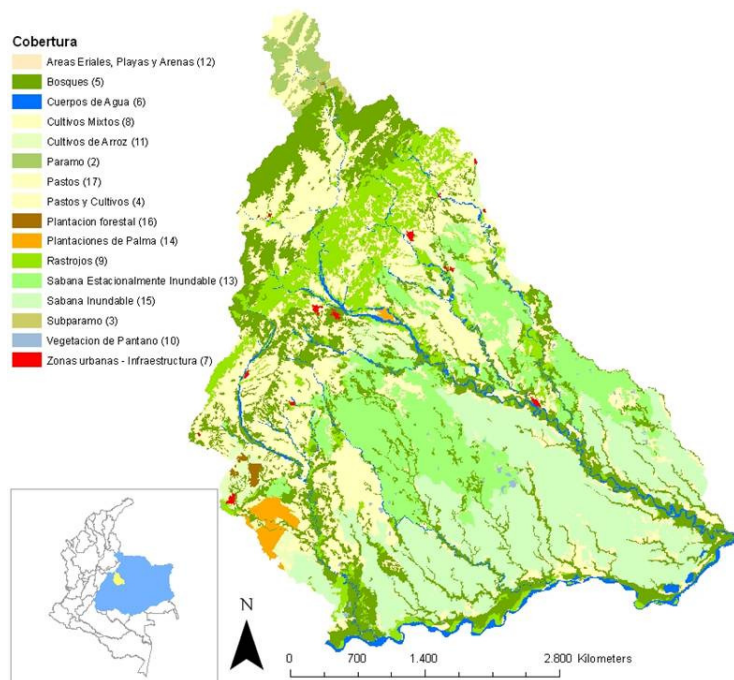 Cobertura
Areas Eriales, Playas y Arenas (12)
Bosques (5)
Cuerpos de Agua (6)
Cultivos Mixtos (8)
Cultivos de Arroz (11)
Paramo (2)
Pastos (17)
Pastos y Cultivos (4)
Plantacion forestal (16)
Plantaciones de Palma (14)
Rastrojos (9)
Sabana Estacionalmente Inundable (13)
Sabana Inundable (15)
Subparamo (3)
Vegetacion de Pantano (10)
Zonas urbanas - Infraestructura (7)
N
0 700 1.400 2.800 Kilometers